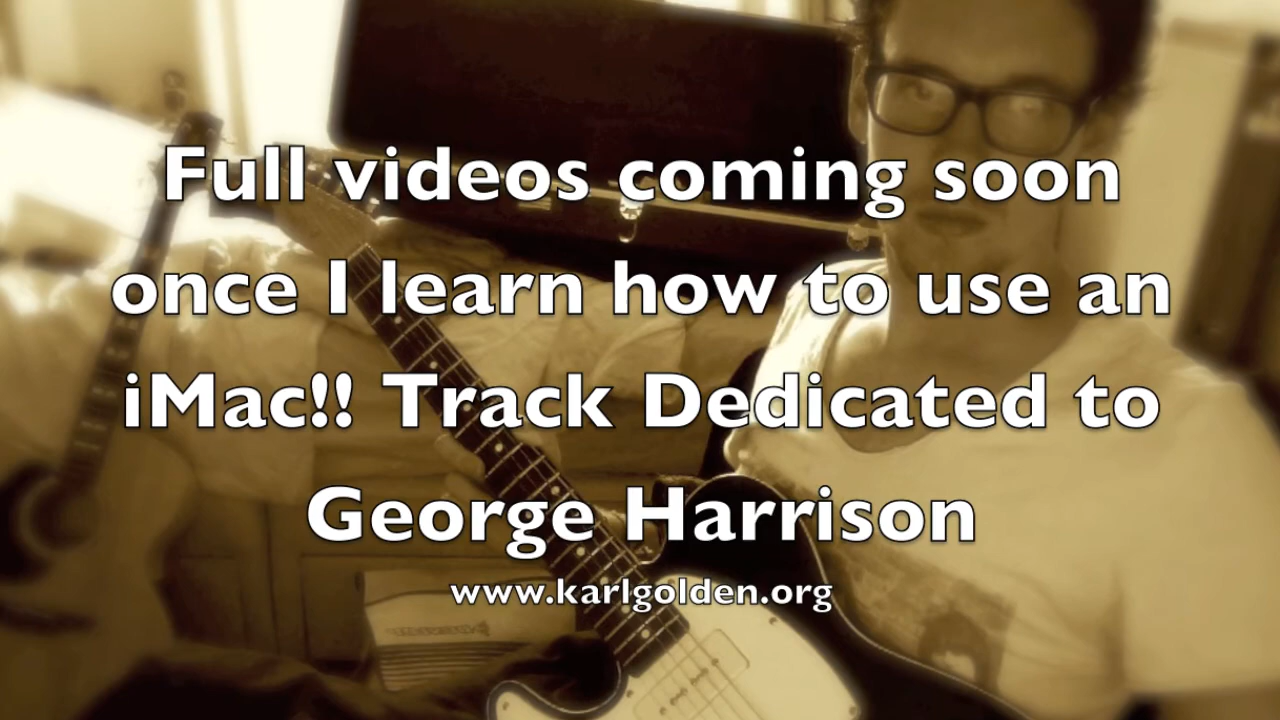 Full videos coming soon
once I learn how to use an
iMac!! Track Dedicated to
George Harrison
www.karlgolden.org